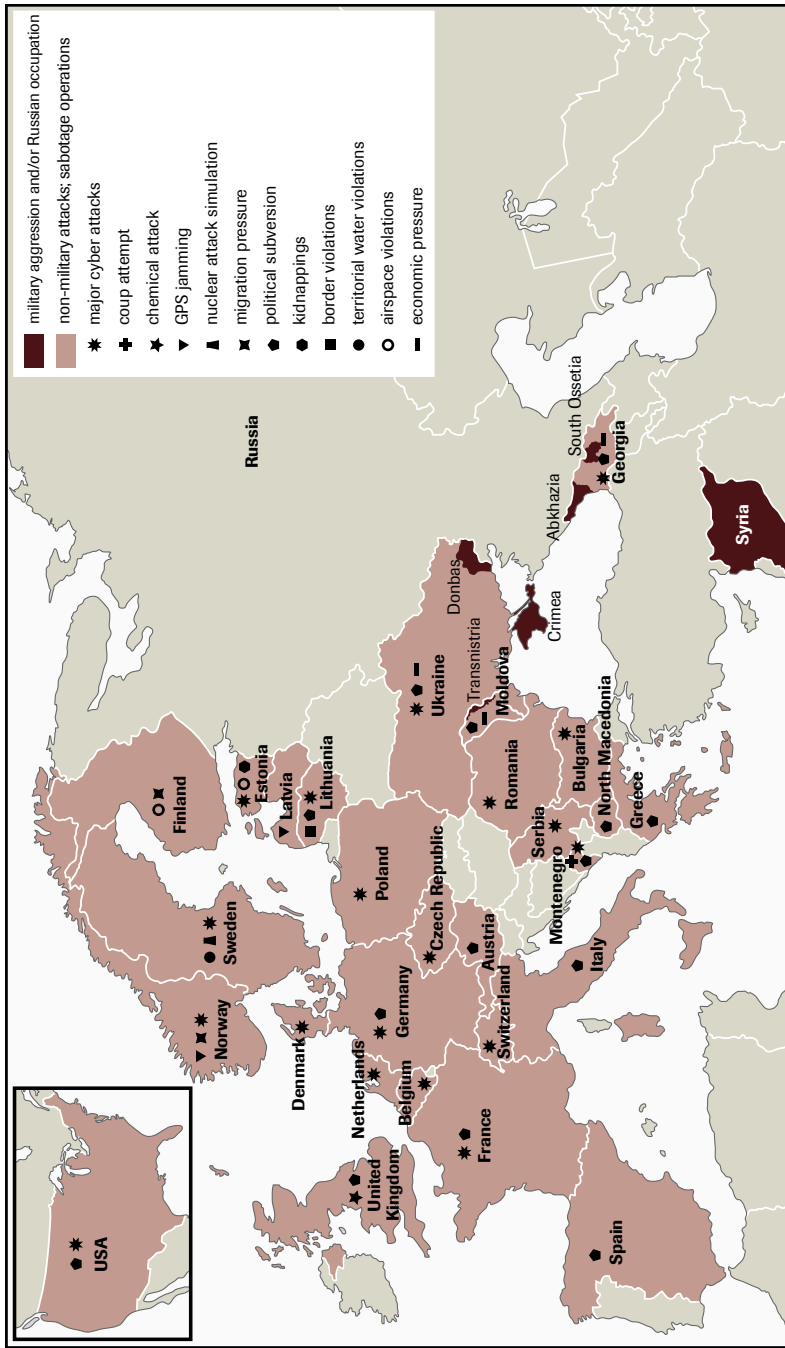 military aggression and/or Russian occupation
non-military attacks; sabotage operations
major cyber attacks
coup attempt
chemical attack
GPS jamming
nuclear attack simulation
migration pressure
political subversion
kidnappings
border violations
territorial water violations
airspace violations
economic pressure
USA
Norway
Sweden
Finland
Estonia
Latvia
Lithuania
Russia
Denmark
Netherlands
Belgium
Germany
Poland
Czech Republic
United
Kingdom
France
Switzerland
Austria
Ukraine
Donbas
Transnistria
Moldova
Crimea
Romania
Bulgaria
Serbia
Montenegro
North Macedonia
Greece
Italy
Spain
Abkhazia
South Ossetia
Georgia
Syria